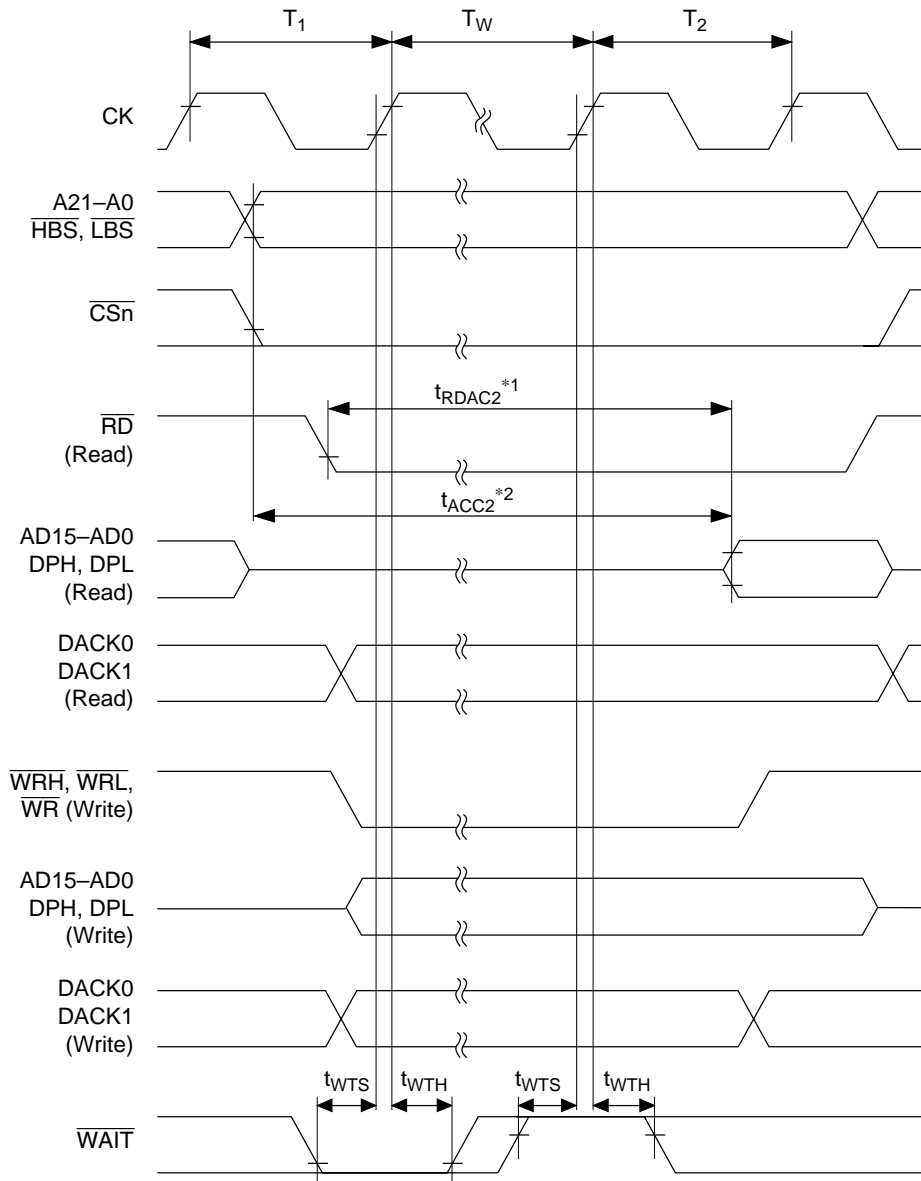 T1 TW T2
CK
A21–A0
HBS, LBS
CSn
tRDAC2*1
RD
(Read)
tACC2*2
AD15–AD0
DPH, DPL
(Read)
DACK0
DACK1
(Read)
WRH, WRL,
WR (Write)
AD15–AD0
DPH, DPL
(Write)
DACK0
DACK1
(Write)
tWTS tWTH tWTS tWTH
WAIT